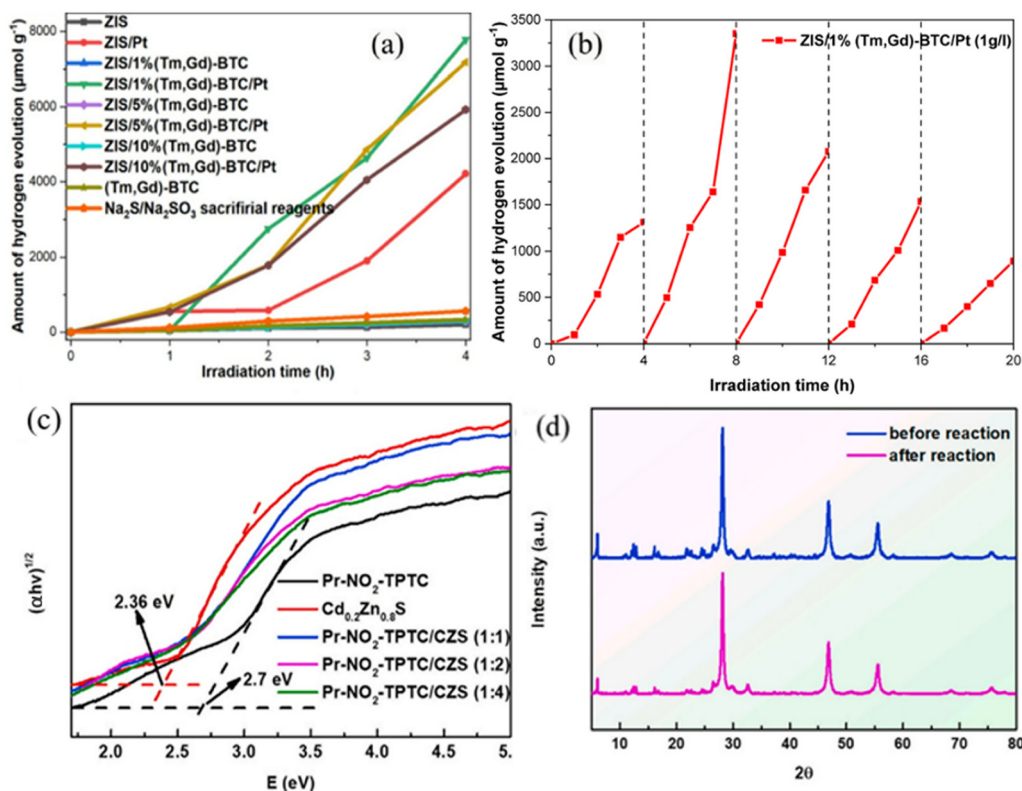 Amount of hydrogen evolution (μmol g⁻¹)
8000
6000
4000
2000
0
(a)
ZIS
ZIS/Pt
ZIS/1%(Tm,Gd)-BTC
ZIS/1%(Tm,Gd)-BTC/Pt
ZIS/5%(Tm,Gd)-BTC
ZIS/5%(Tm,Gd)-BTC/Pt
ZIS/10%(Tm,Gd)-BTC
ZIS/10%(Tm,Gd)-BTC/Pt
(Tm,Gd)-BTC
Na₂S/Na₂SO₃ sacrifirial reagents
0 1 2 3 4
Irradiation time (h)
Amount of hydrogen evolution (μmol g⁻¹)
3500
3000
2500
2000
1500
1000
500
0
(b)
ZIS/1% (Tm,Gd)-BTC/Pt (1g/l)
0 4 8 12 16 20
Irradiation time (h)
(αhv)^1/2
(c)
2.36 eV
2.7 eV
Pr-NO₂-TPTC
Cd₀.₂Zn₀.₈S
Pr-NO₂-TPTC/CZS (1:1)
Pr-NO₂-TPTC/CZS (1:2)
Pr-NO₂-TPTC/CZS (1:4)
2.0 2.5 3.0 3.5 4.0 4.5 5.
E (eV)
Intensity (a.u.)
(d)
before reaction
after reaction
10 20 30 40 50 60 70 80
2θ